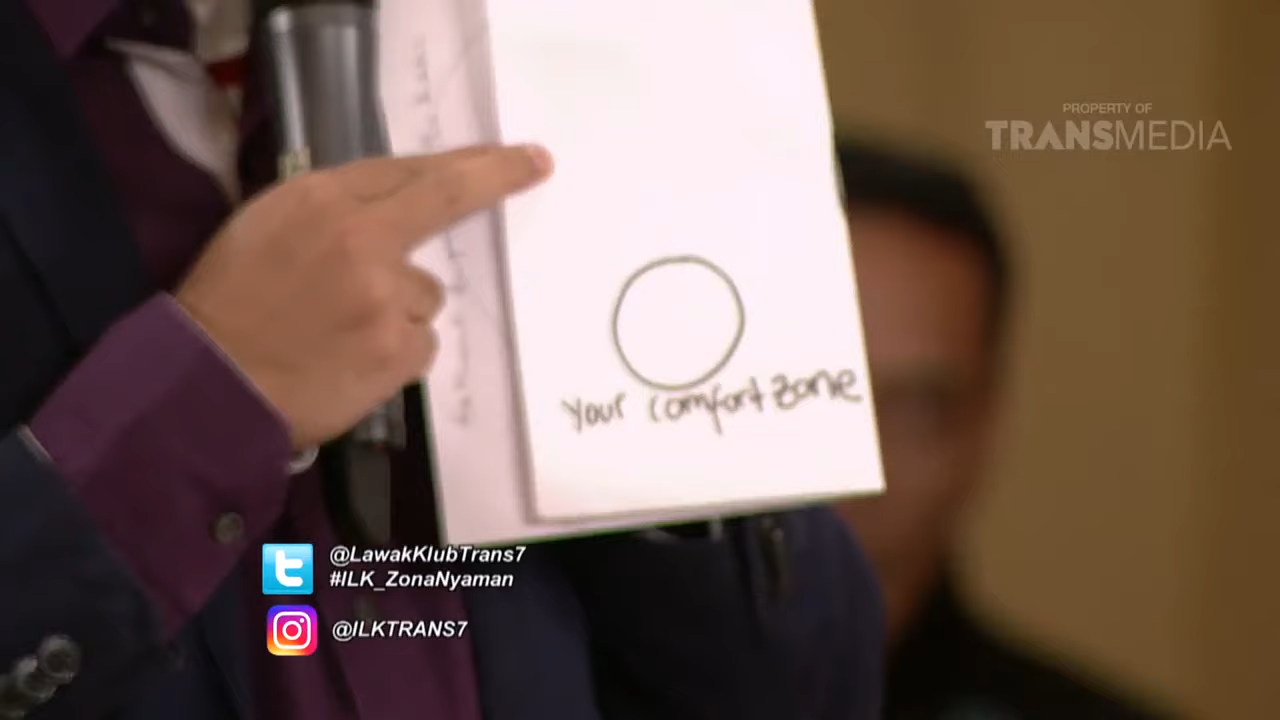 PROPERTY OF
TRANSMEDIA
Your comfort zone
@LawakKlubTrans7
#ILK_ZonaNyaman
@ILKTRANS7